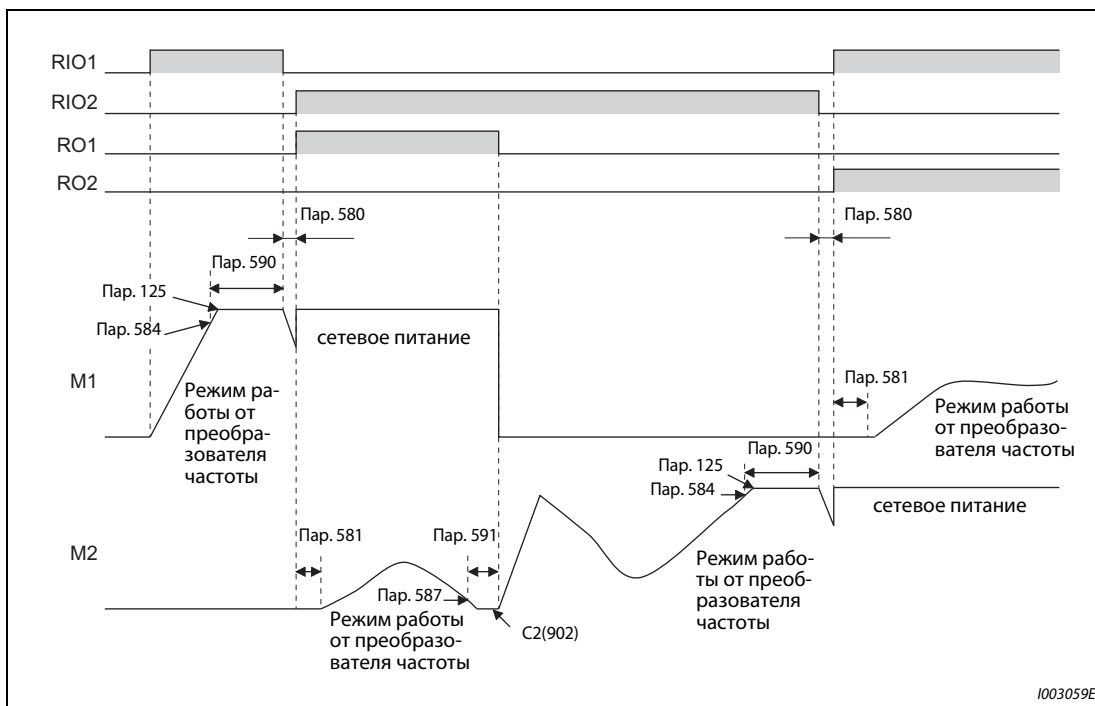 RIO1
RIO2
RO1
RO2
Пар. 580
Пар. 580
Пар. 590
Пар. 125
Пар. 584
сетевое питание
M1
Режим ра-
боты от
преобра-
зователя
частоты
Пар. 581
Режим работы
от преобразо-
вателя частоты
Пар. 590
Пар. 125
Пар. 584
сетевое питание
M2
Пар. 581
Пар. 591
Пар. 587
Режим работы
от преобразо-
вателя частоты
C2(902)
Режим рабо-
ты от преоб-
разователя
частоты
I003059E